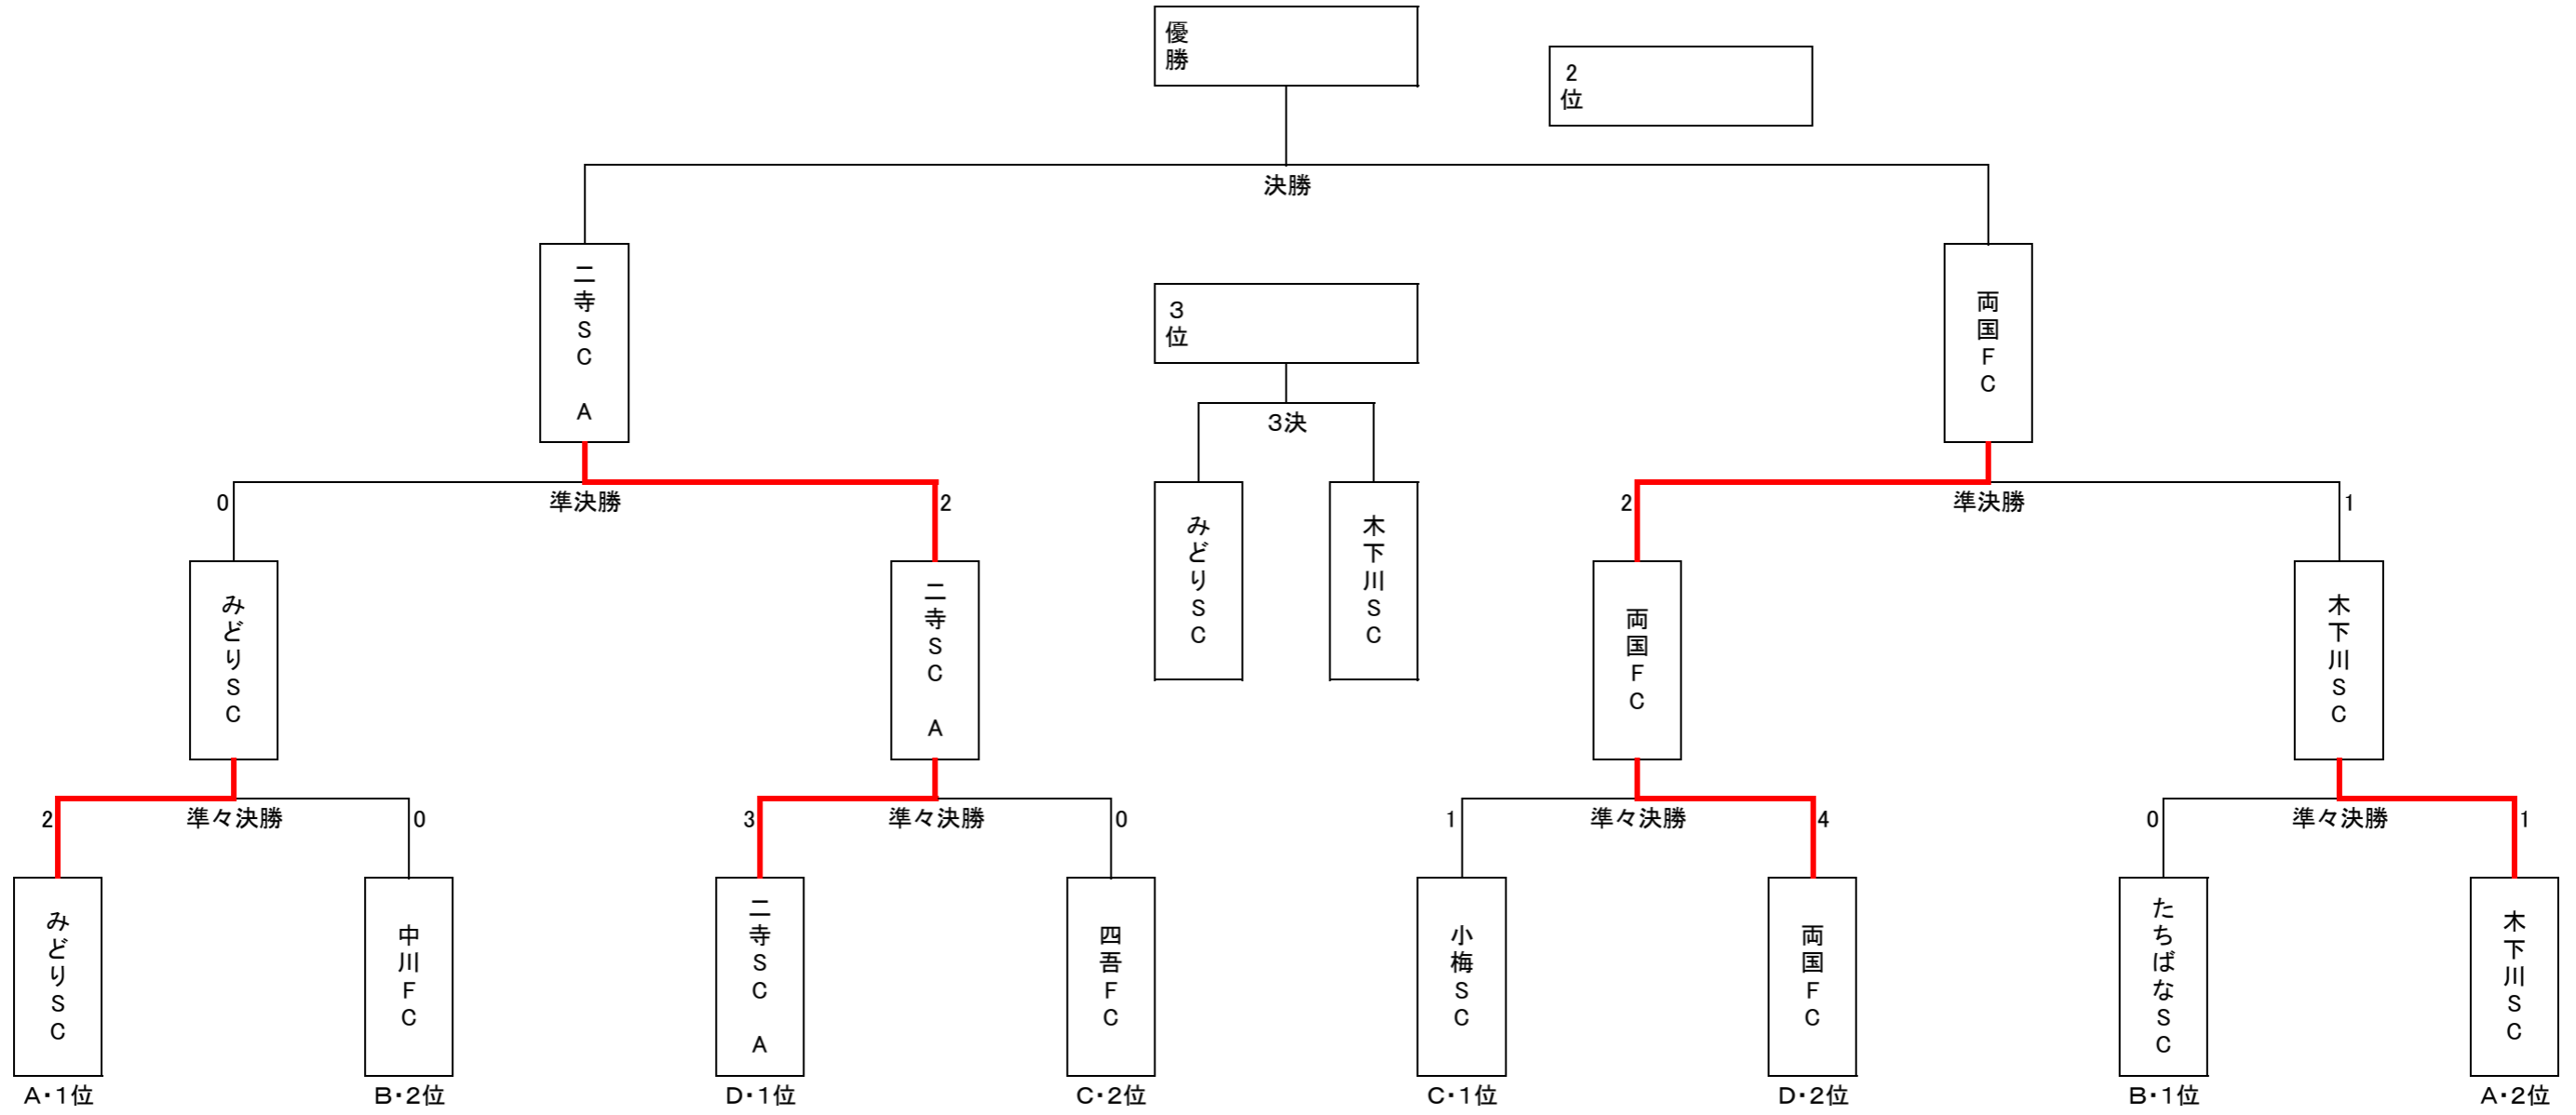 優勝
2位
決勝
二寺SC A
両国FC
3位
3決
0
準決勝
2
2
準決勝
1
みどりSC
木下川SC
みどりSC
二寺SC A
両国FC
木下川SC
2
準々決勝
0
3
準々決勝
0
1
準々決勝
4
0
準々決勝
1
みどりSC
中川FC
二寺SC A
四吾FC
小梅SC
両国FC
たちばなSC
木下川SC
A・1位
B・2位
D・1位
C・2位
C・1位
D・2位
B・1位
A・2位